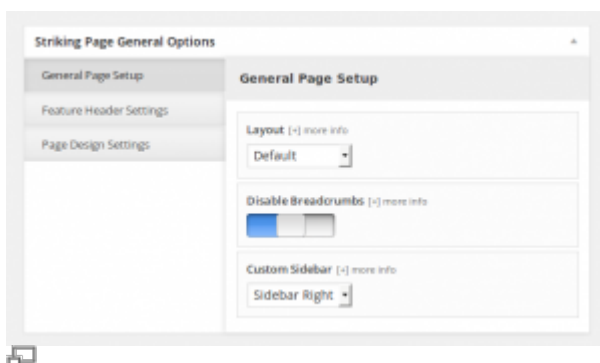 Striking Page General Options
General Page Setup
Feature Header Settings
Page Design Settings
General Page Setup
Layout [+] more info
Default
Disable Breadcrumbs [+] more info
Custom Sidebar [+] more info
Sidebar Right